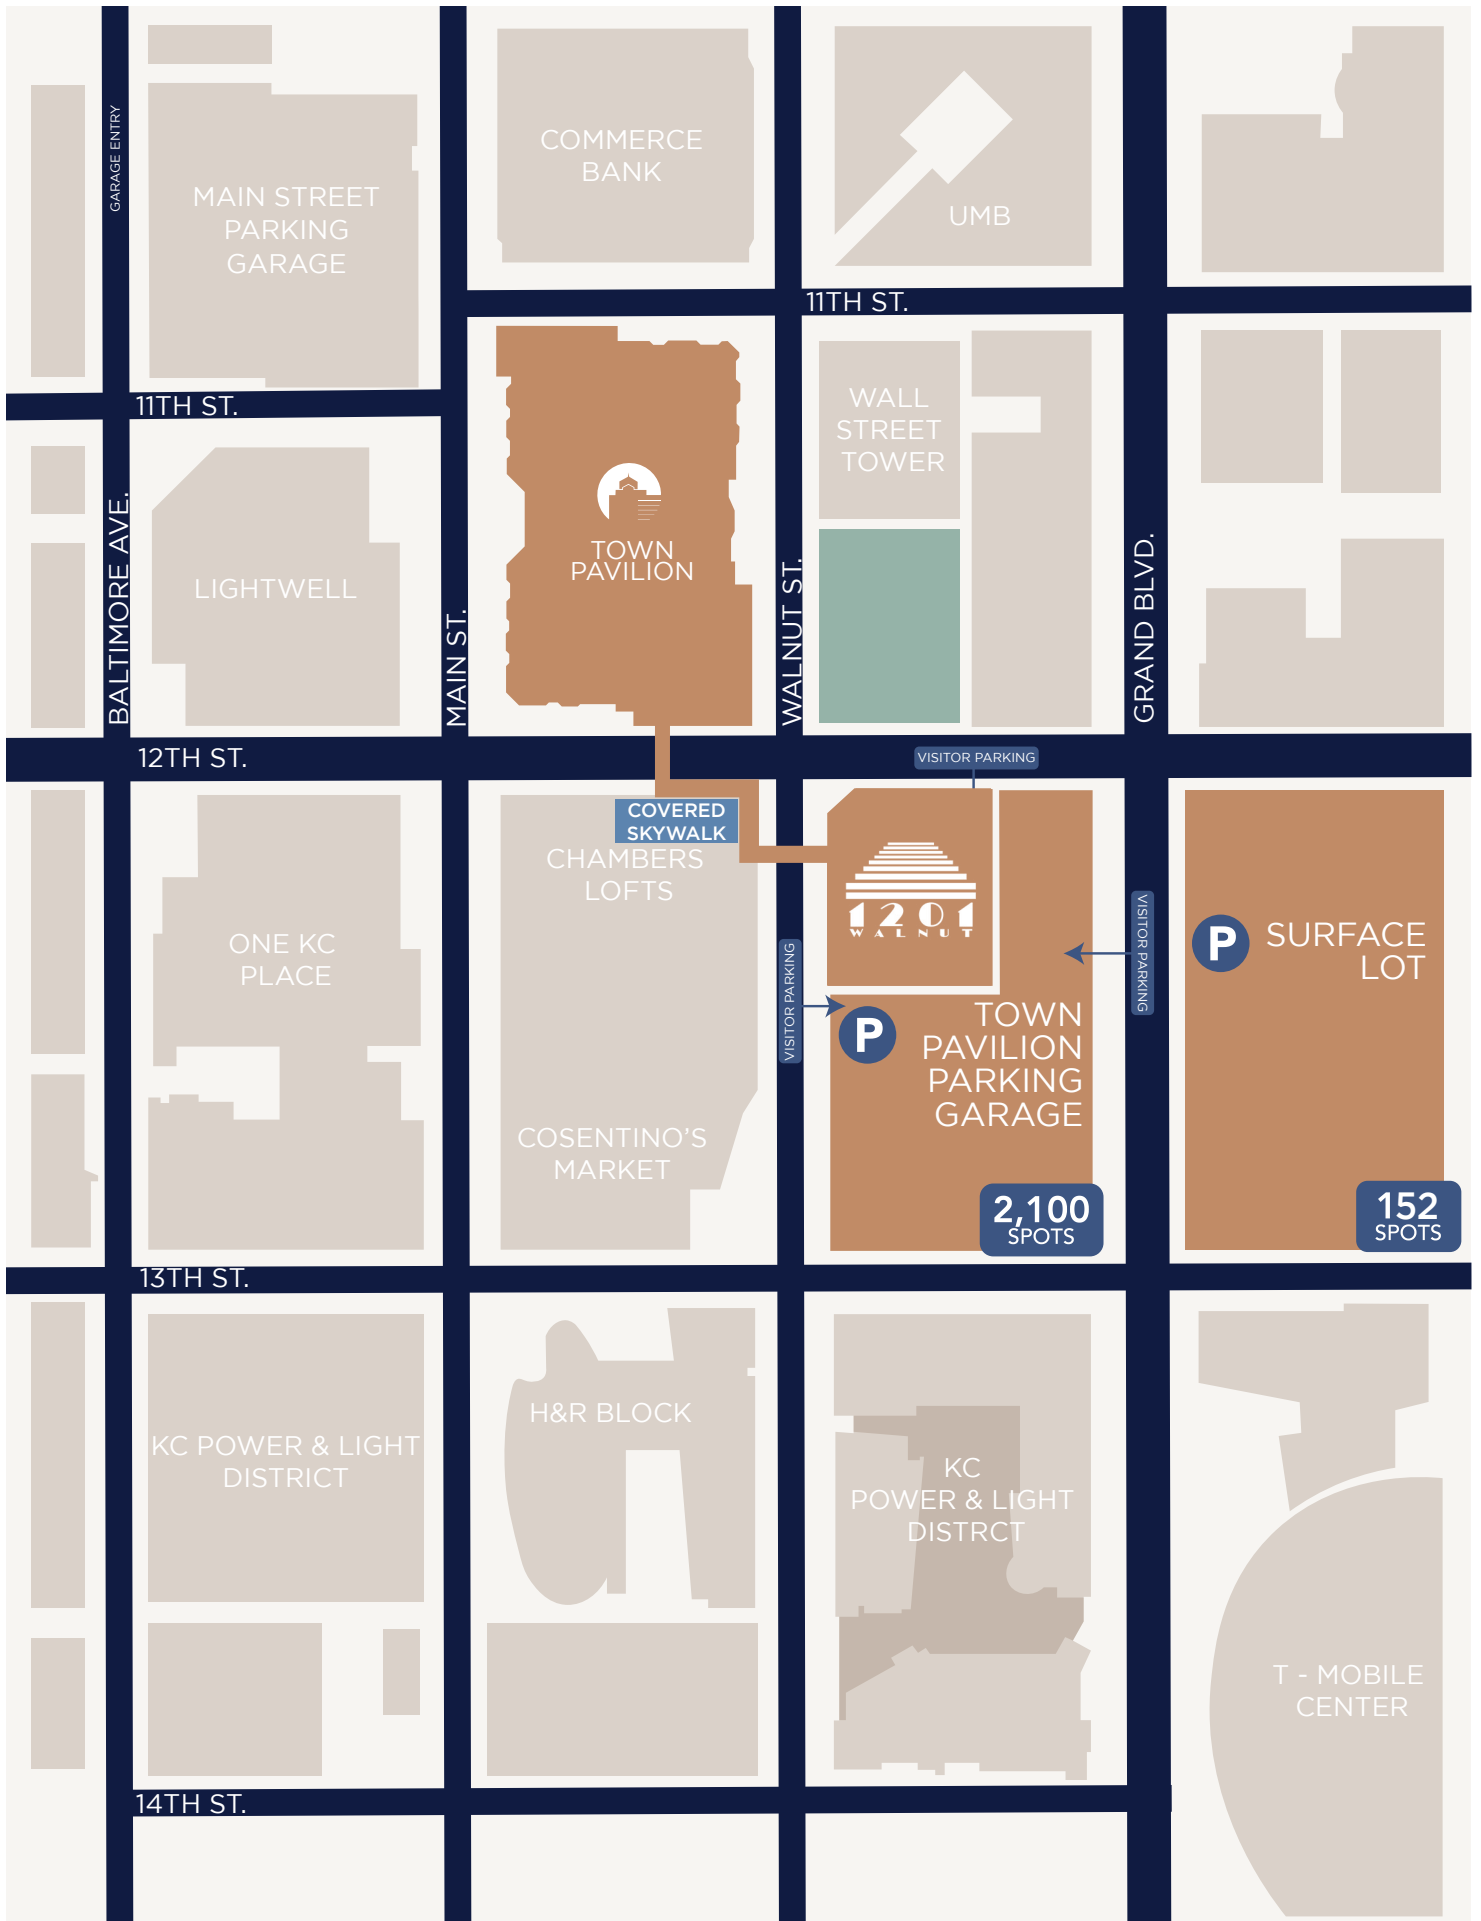 GARAGE ENTRY
MAIN STREET
PARKING
GARAGE
COMMERCE
BANK
UMB
11TH ST.
11TH ST.
WALL
STREET
TOWER
TOWN
PAVILION
LIGHTWELL
BALTIMORE AVE.
MAIN ST.
WALNUT ST.
GRAND BLVD.
12TH ST.
VISITOR PARKING
COVERED
SKYWALK
CHAMBERS
LOFTS
1201
WALNUT
ONE KC
PLACE
VISITOR PARKING
VISITOR PARKING
P
SURFACE
LOT
P
TOWN
PAVILION
PARKING
GARAGE
COSENTINO'S
MARKET
2,100
SPOTS
152
SPOTS
13TH ST.
KC POWER & LIGHT
DISTRICT
H&R BLOCK
KC
POWER & LIGHT
DISTRCT
T - MOBILE
CENTER
14TH ST.